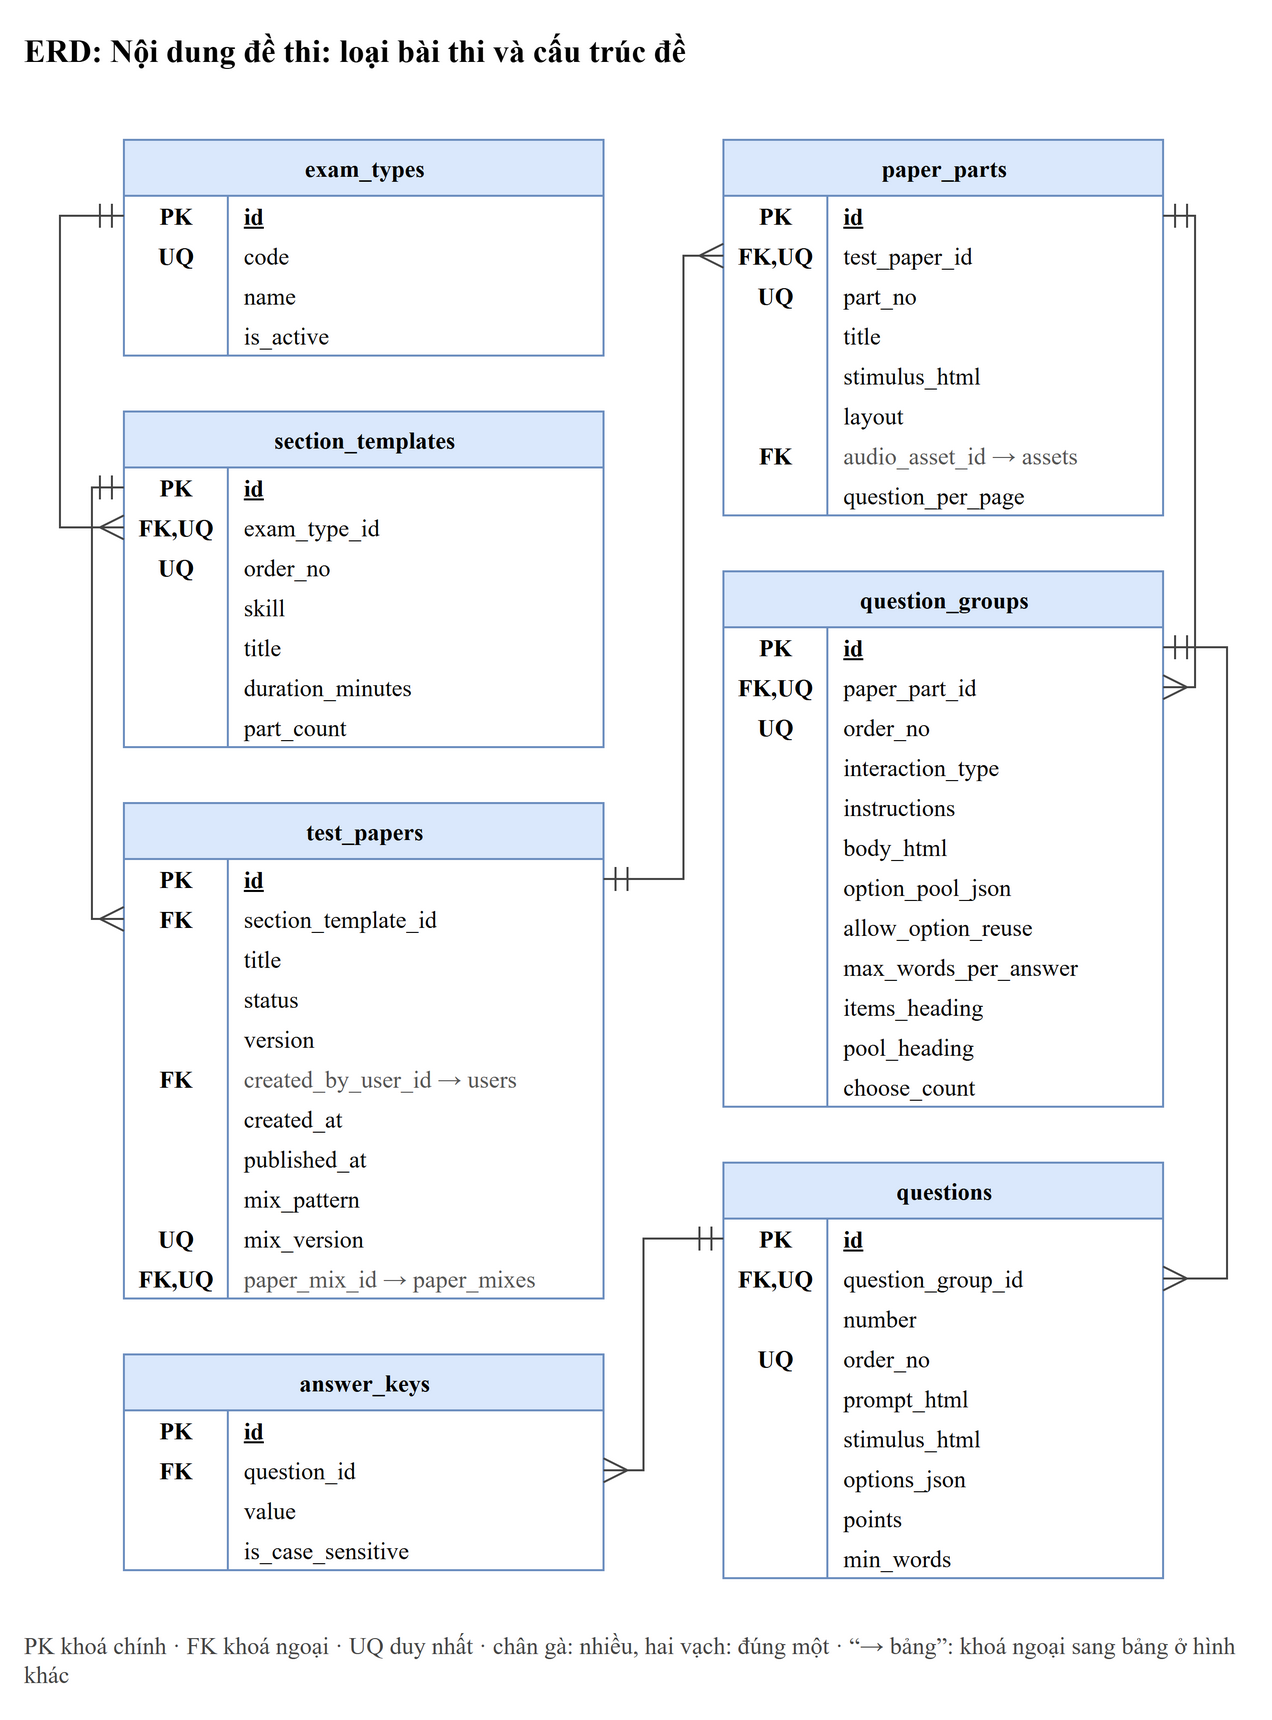 ERD: Nội dung đề thi: loại bài thi và cấu trúc đề
exam_types
PK id
UQ code
name
is_active
section_templates
PK id
FK,UQ exam_type_id
UQ order_no
skill
title
duration_minutes
part_count
test_papers
PK id
FK section_template_id
title
status
version
FK created_by_user_id → users
created_at
published_at
mix_pattern
UQ mix_version
FK,UQ paper_mix_id → paper_mixes
answer_keys
PK id
FK question_id
value
is_case_sensitive
paper_parts
PK id
FK,UQ test_paper_id
UQ part_no
title
stimulus_html
layout
FK audio_asset_id → assets
question_per_page
question_groups
PK id
FK,UQ paper_part_id
UQ order_no
interaction_type
instructions
body_html
option_pool_json
allow_option_reuse
max_words_per_answer
items_heading
pool_heading
choose_count
questions
PK id
FK,UQ question_group_id
number
UQ order_no
prompt_html
stimulus_html
options_json
points
min_words
PK khoá chính · FK khoá ngoại · UQ duy nhất · chân gà: nhiều, hai vạch: đúng một · “→ bảng”: khoá ngoại sang bảng ở hình
khác